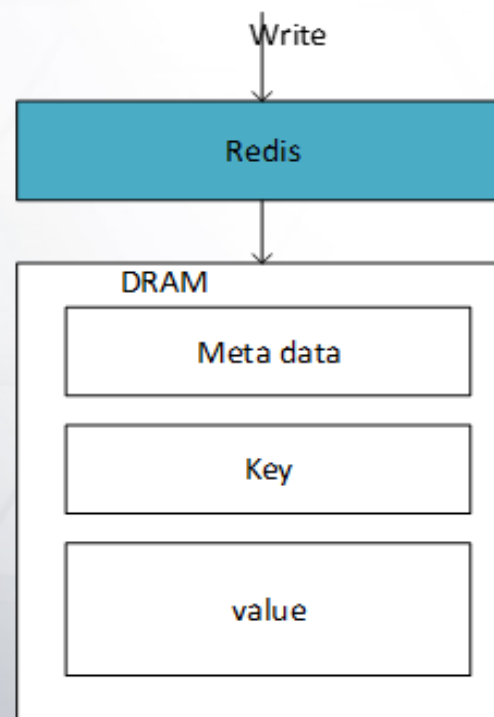 Write
Redis
DRAM
Meta data
Key
value